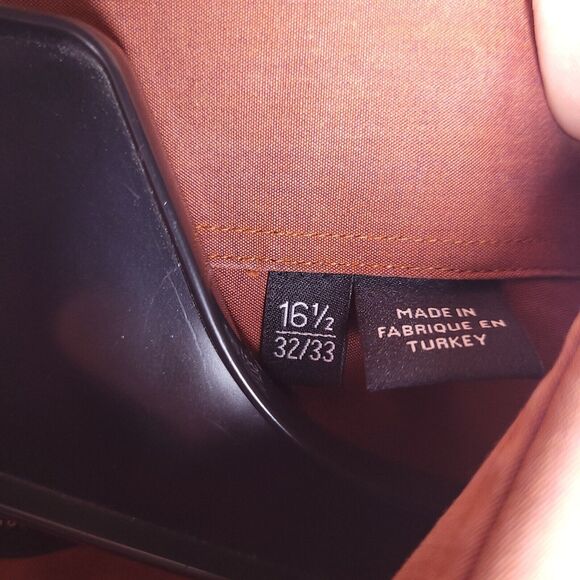 16½
32/33
MADE IN
FABRIQUE EN
TURKEY